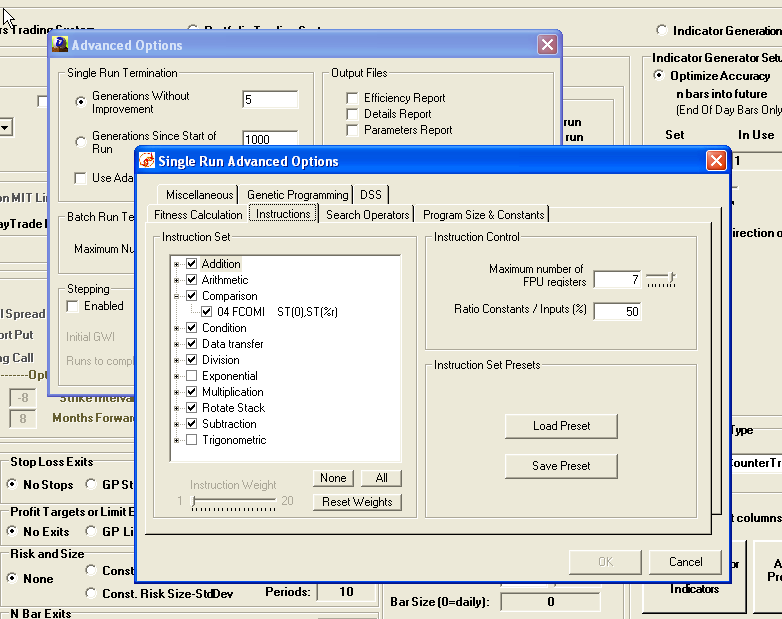 Indicator Generation
Advanced Options
Indicator Generator Setu
Single Run Termination
Output Files
Optimize Accuracy
Generations Without Improvement
5
Efficiency Report
n bars into future
Details Report
(End Of Day Bars Only
Parameters Report
run
Generations Since Start of Run
1000
run
Set
In Use
Single Run Advanced Options
1
Use Ada
Miscellaneous
Genetic Programming
DSS
on MIT Li
Fitness Calculation
Instructions
Search Operators
Program Size & Constants
Batch Run Te
ayTrade
irection o
Instruction Set
Instruction Control
Maximum Nu
Addition
Arithmetic
Maximum number of FPU registers
7
Stepping
Comparison
Enabled
04 FCOMI ST(0),ST(%r)
Ratio Constants / Inputs (%)
50
l Spread
Condition
ort Put
Initial GWI
Data transfer
ng Call
Runs to compl
Division
Instruction Set Presets
Opt
Exponential
-8
Strike Interval
Multiplication
8
Months Forward
Rotate Stack
Subtraction
Load Preset
Type
Trigonometric
Stop Loss Exits
Save Preset
CounterTr
No Stops
GP St
Instruction Weight
None
All
1
20
Reset Weights
Profit Targets or Limit E
t columns
No Exits
GP Li
Risk and Size
Const
OK
Cancel
None
Const. Risk Size-StdDev
Periods:
10
Indicators
Bar Size (0=daily):
0
N Bar Exits